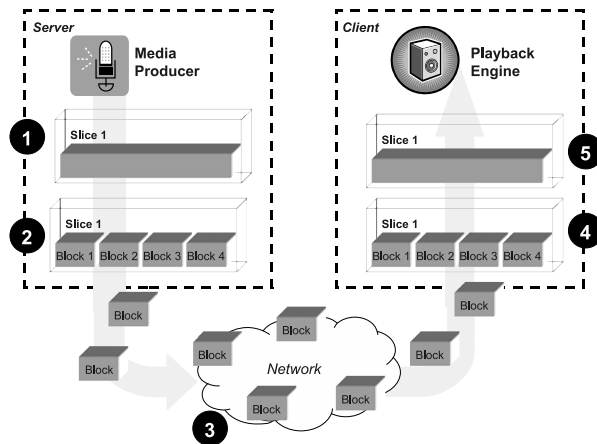 Server
Media
Producer
1
Slice 1
2
Slice 1
Block 1
Block 2
Block 3
Block 4
Client
Playback
Engine
Slice 1
5
Slice 1
4
Block 1
Block 2
Block 3
Block 4
Block
Block
Block
Block
Block
Block
Network
Block
Block
3